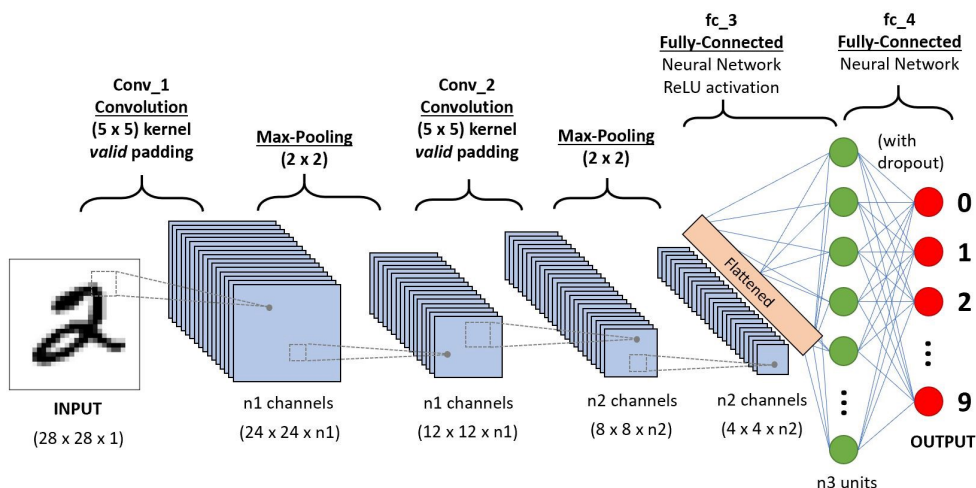 Conv_1
Convolution
(5 x 5) kernel
valid padding
Max-Pooling
(2 x 2)
Conv_2
Convolution
(5 x 5) kernel
valid padding
Max-Pooling
(2 x 2)
fc_3
Fully-Connected
Neural Network
ReLU activation
fc_4
Fully-Connected
Neural Network
(with
dropout)
Flattened
0
1
2
9
OUTPUT
INPUT
(28 x 28 x 1)
n1 channels
(24 x 24 x n1)
n1 channels
(12 x 12 x n1)
n2 channels
(8 x 8 x n2)
n2 channels
(4 x 4 x n2)
n3 units
2